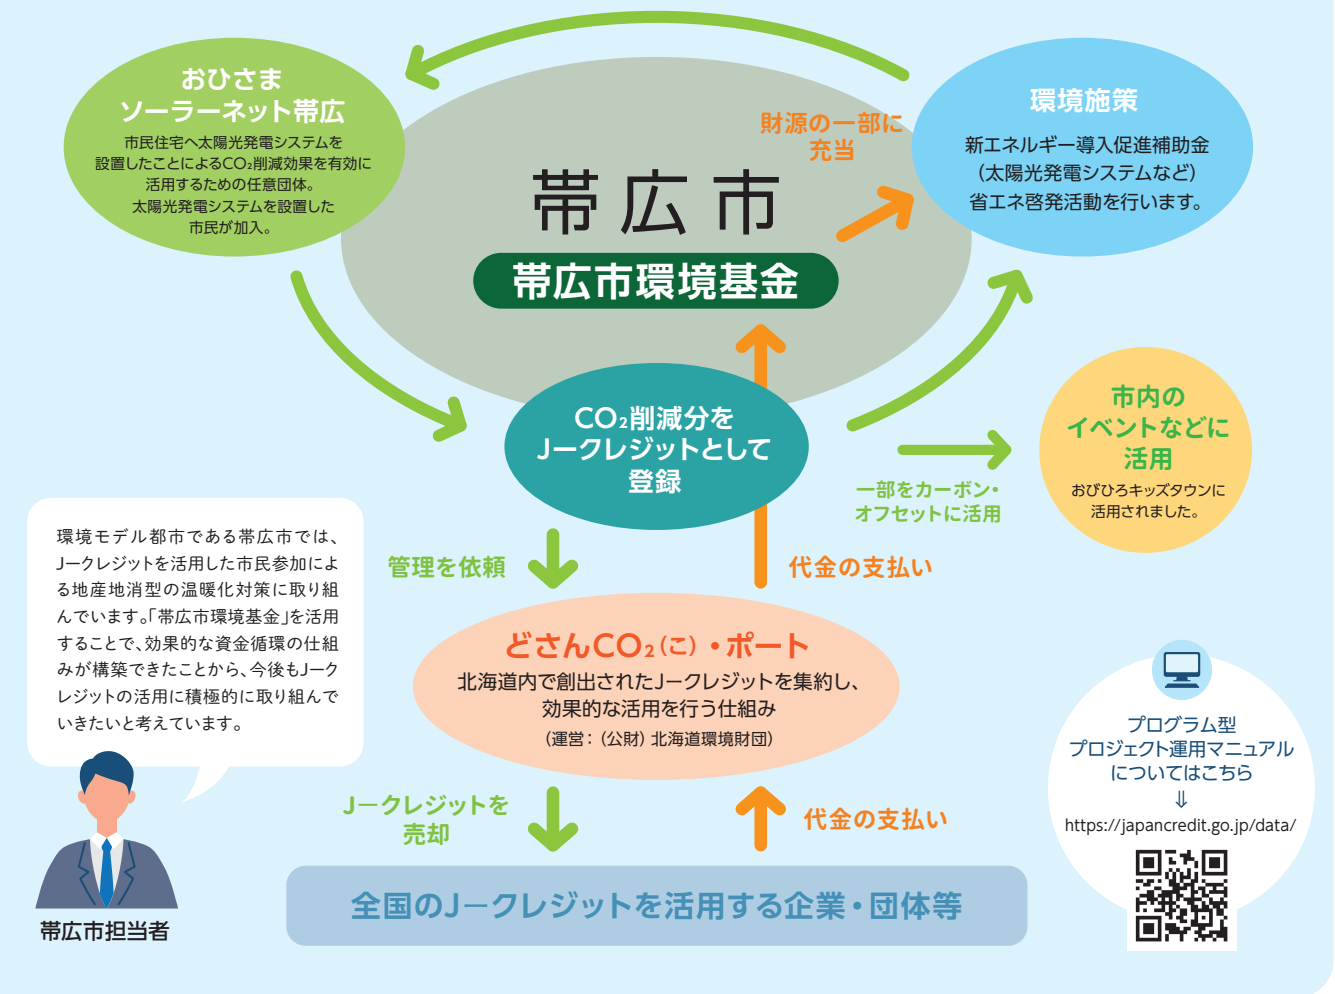 おひさま
ソーラーネット帯広
市民住宅へ太陽光発電システムを
設置したことによるCO₂削減効果を有効に
活用するための任意団体。
太陽光発電システムを設置した
市民が加入。
財源の一部に
充当
環境施策
新エネルギー導入促進補助金
(太陽光発電システムなど)
省エネ啓発活動を行います。
帯広市
帯広市環境基金
CO₂削減分を
J－クレジットとして
登録
一部をカーボン・
オフセットに活用
市内の
イベントなどに
活用
おびひろキッズタウンに
活用されました。
環境モデル都市である帯広市では、
J－クレジットを活用した市民参加によ
る地産地消型の温暖化対策に取り組
んでいます。「帯広市環境基金」を活用
することで、効果的な資金循環の仕組
みが構築できたことから、今後もJ－ク
レジットの活用に積極的に取り組んで
いきたいと考えています。
帯広市担当者
管理を依頼
代金の支払い
どさんCO₂(こ)・ポート
北海道内で創出されたJ－クレジットを集約し、
効果的な活用を行う仕組み
(運営：(公財)北海道環境財団)
J－クレジットを
売却
代金の支払い
全国のJ－クレジットを活用する企業・団体等
プログラム型
プロジェクト運用マニュアル
についてはこちら
⇓
https://japancredit.go.jp/data/